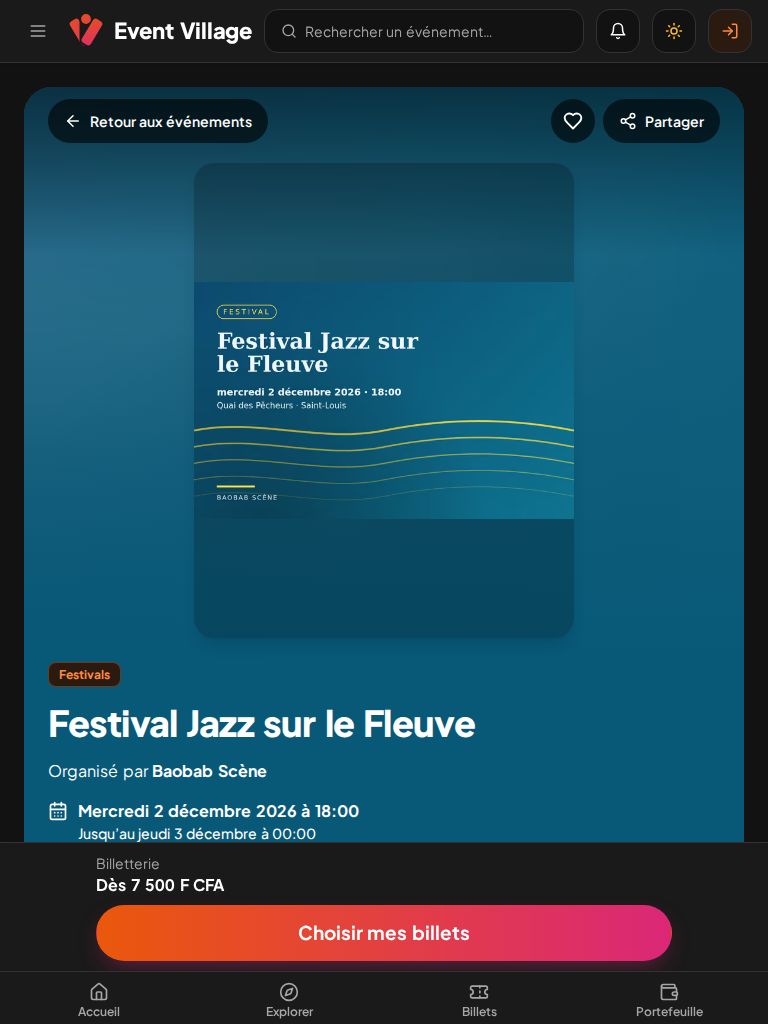 Event Village
Rechercher un événement...
Retour aux événements
Partager
FESTIVAL
Festival Jazz sur
le Fleuve
mercredi 2 décembre 2026 · 18:00
Quai des Pêcheurs · Saint-Louis
BAOBAB SCÈNE
Festivals
Festival Jazz sur le Fleuve
Organisé par Baobab Scène
Mercredi 2 décembre 2026 à 18:00
Jusqu'au jeudi 3 décembre à 00:00
Billetterie
Dès 7 500 F CFA
Choisir mes billets
Accueil
Explorer
Billets
Portefeuille